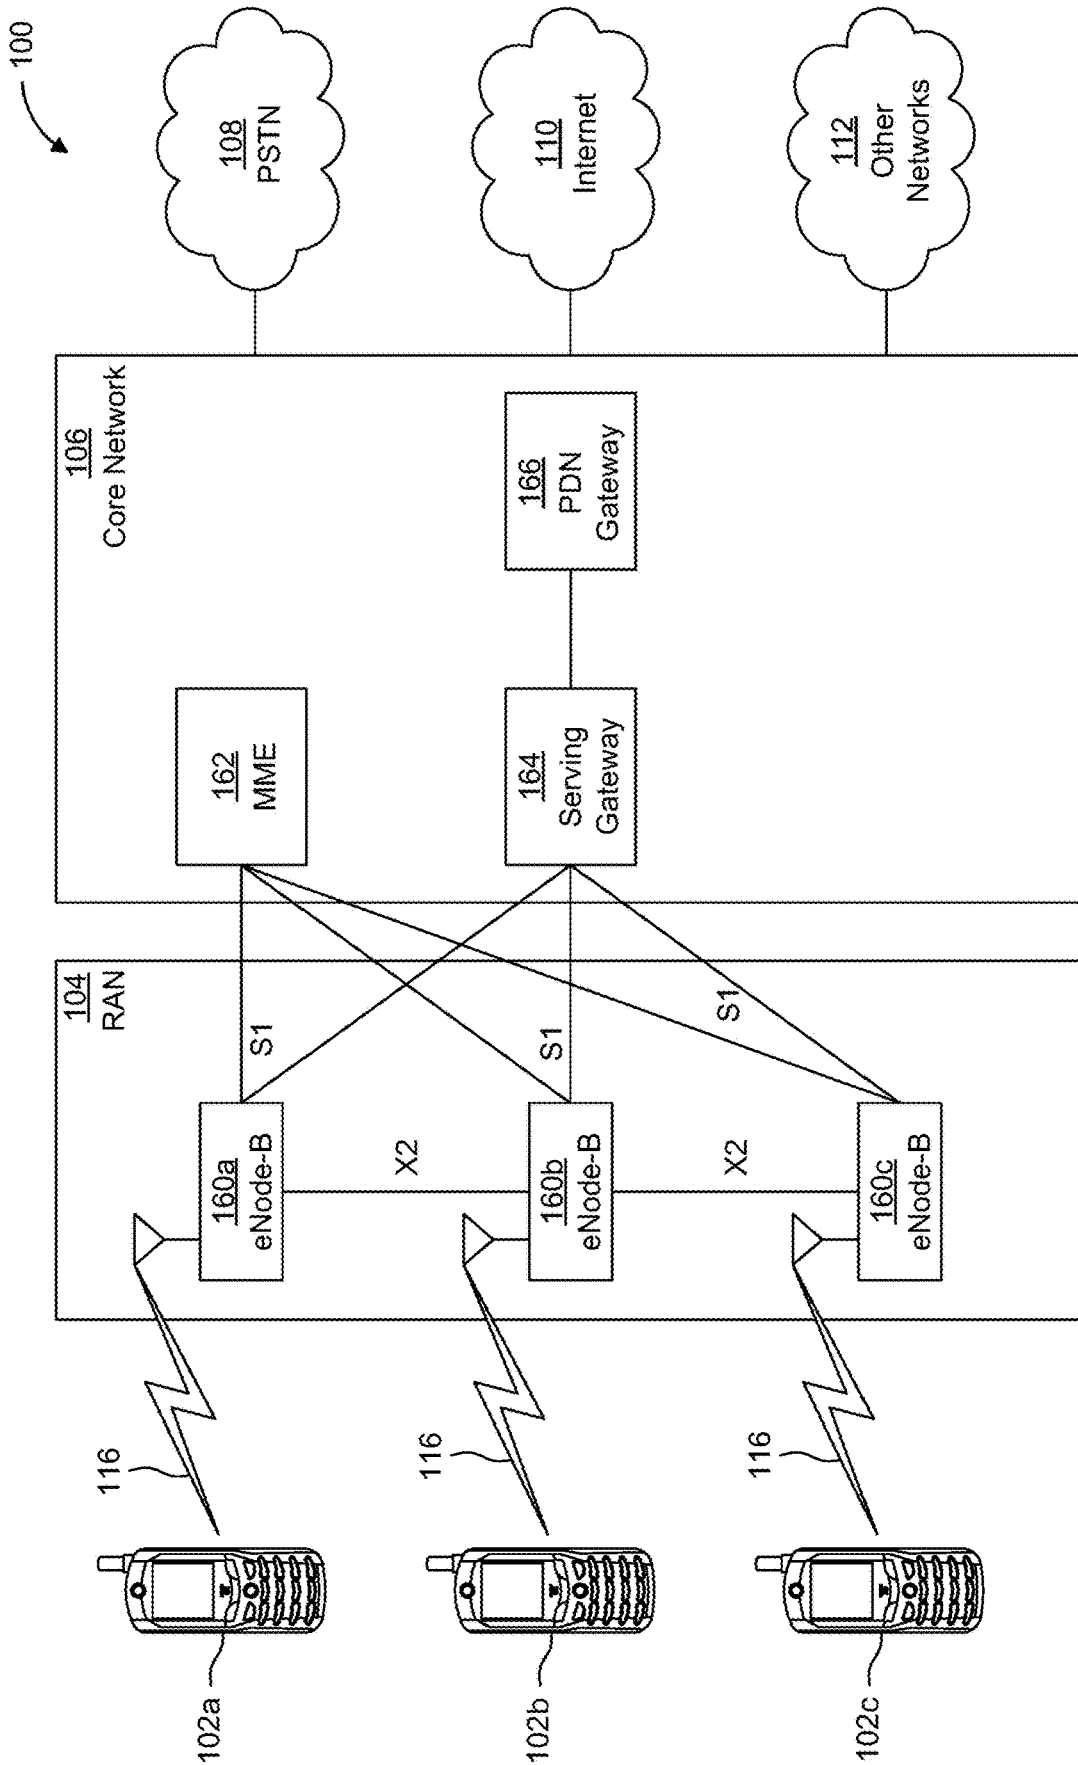 100
108
PSTN
110
Internet
112
Other
Networks
106
Core Network
162
MME
164
Serving
Gateway
166
PDN
Gateway
104
RAN
S1
S1
S1
160a
eNode-B
X2
160b
eNode-B
X2
160c
eNode-B
116
116
116
102a
102b
102c